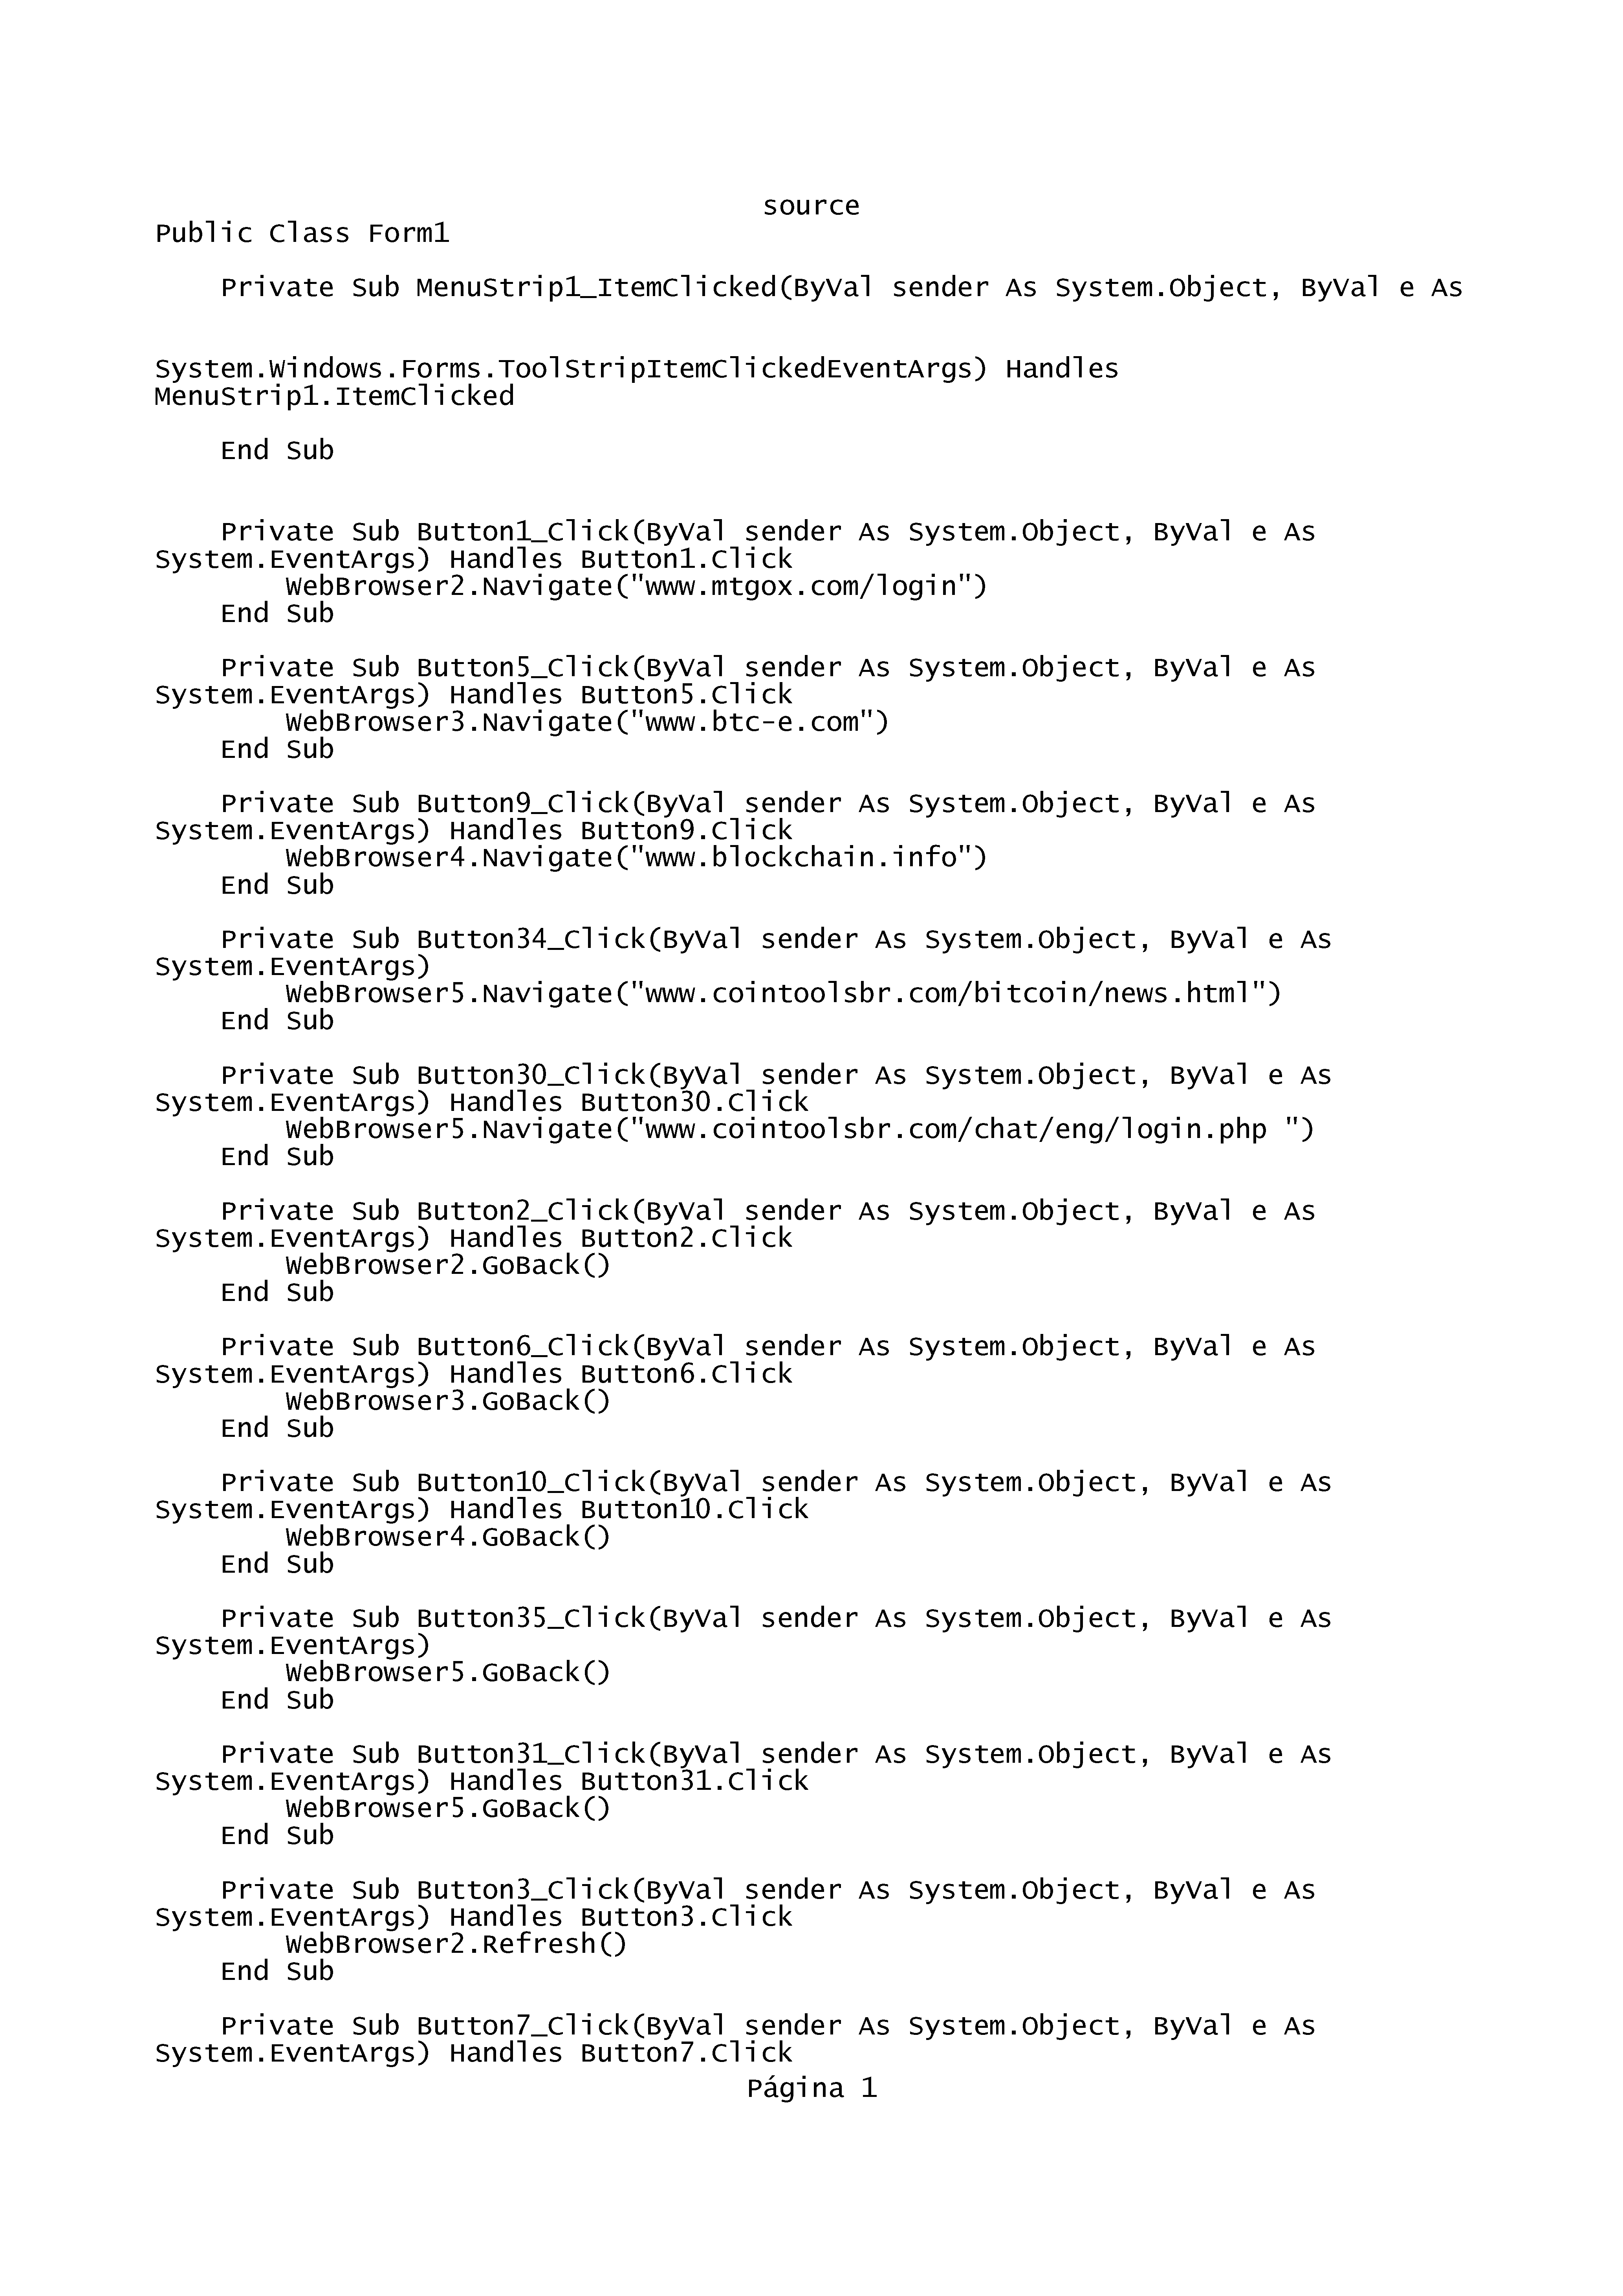 source
Public Class Form1
Private Sub MenuStrip1_ItemClicked(ByVal sender As System.Object, ByVal e As
System.Windows.Forms.ToolStripItemClickedEventArgs) Handles
MenuStrip1.ItemClicked
End Sub
Private Sub Button1_Click(ByVal sender As System.Object, ByVal e As
System.EventArgs) Handles Button1.Click
WebBrowser2.Navigate("www.mtgox.com/login")
End Sub
Private Sub Button5_Click(ByVal sender As System.Object, ByVal e As
System.EventArgs) Handles Button5.Click
WebBrowser3.Navigate("www.btc-e.com")
End Sub
Private Sub Button9_Click(ByVal sender As System.Object, ByVal e As
System.EventArgs) Handles Button9.Click
WebBrowser4.Navigate("www.blockchain.info")
End Sub
Private Sub Button34_Click(ByVal sender As System.Object, ByVal e As
System.EventArgs)
WebBrowser5.Navigate("www.cointoolsbr.com/bitcoin/news.html")
End Sub
Private Sub Button30_Click(ByVal sender As System.Object, ByVal e As
System.EventArgs) Handles Button30.Click
WebBrowser5.Navigate("www.cointoolsbr.com/chat/eng/login.php ")
End Sub
Private Sub Button2_Click(ByVal sender As System.Object, ByVal e As
System.EventArgs) Handles Button2.Click
WebBrowser2.GoBack()
End Sub
Private Sub Button6_Click(ByVal sender As System.Object, ByVal e As
System.EventArgs) Handles Button6.Click
WebBrowser3.GoBack()
End Sub
Private Sub Button10_Click(ByVal sender As System.Object, ByVal e As
System.EventArgs) Handles Button10.Click
WebBrowser4.GoBack()
End Sub
Private Sub Button35_Click(ByVal sender As System.Object, ByVal e As
System.EventArgs)
WebBrowser5.GoBack()
End Sub
Private Sub Button31_Click(ByVal sender As System.Object, ByVal e As
System.EventArgs) Handles Button31.Click
WebBrowser5.GoBack()
End Sub
Private Sub Button3_Click(ByVal sender As System.Object, ByVal e As
System.EventArgs) Handles Button3.Click
WebBrowser2.Refresh()
End Sub
Private Sub Button7_Click(ByVal sender As System.Object, ByVal e As
System.EventArgs) Handles Button7.Click
Página 1